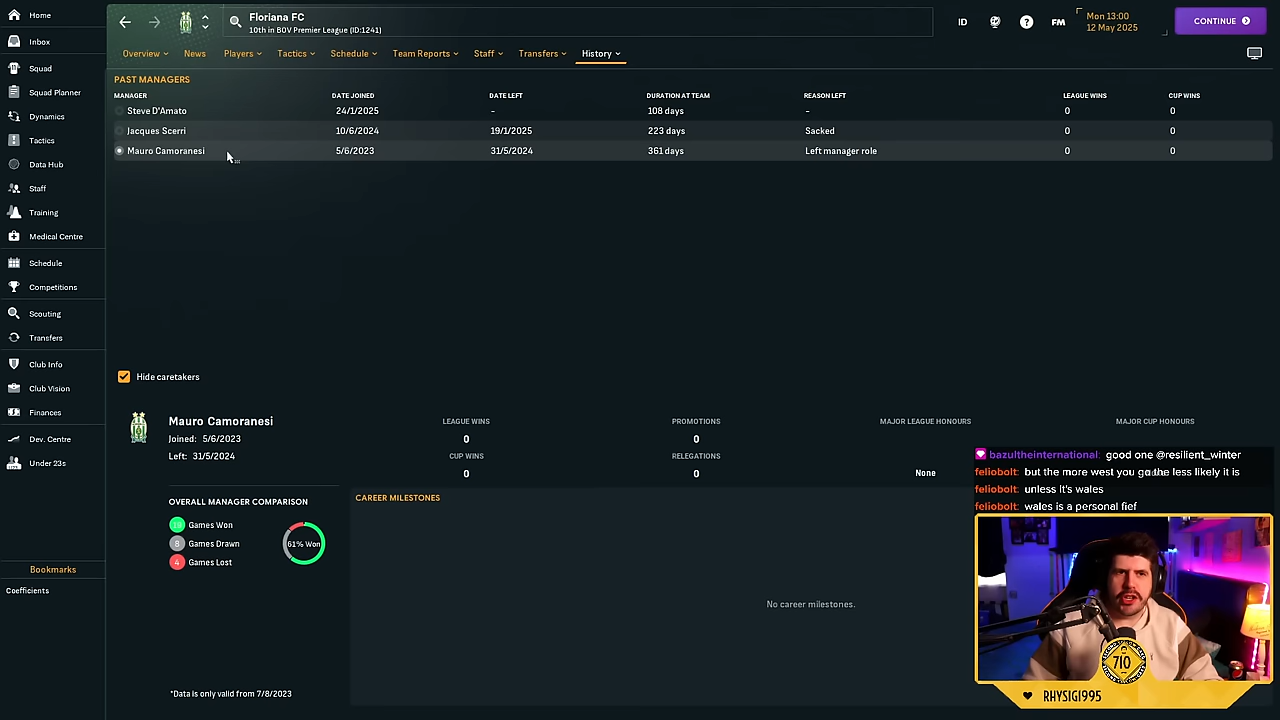 Home
Floriana FC
10th in BOV Premier League (ID:1241)
ID
FM
Mon 13:00
12 May 2025
CONTINUE
Inbox
Overview
News
Players
Tactics
Schedule
Team Reports
Staff
Transfers
History
Squad
Squad Planner
Dynamics
Tactics
Data Hub
Staff
Training
Medical Centre
Schedule
Competitions
Scouting
Transfers
Club Info
Club Vision
Finances
Dev. Centre
Under 23s
Bookmarks
Coefficients
PAST MANAGERS
MANAGER DATE JOINED DATE LEFT DURATION AT TEAM REASON LEFT LEAGUE WINS CUP WINS
Steve D'Amato 24/1/2025 - 108 days - 0 0
Jacques Scerri 10/6/2024 19/1/2025 223 days Sacked 0 0
Mauro Camoranesi 5/6/2023 31/5/2024 361 days Left manager role 0 0
Hide caretakers
Mauro Camoranesi
Joined: 5/6/2023
Left: 31/5/2024
LEAGUE WINS PROMOTIONS MAJOR LEAGUE HONOURS MAJOR CUP HONOURS
0 0
CUP WINS RELEGATIONS
0 0 None
OVERALL MANAGER COMPARISON
Games Won
8 Games Drawn
4 Games Lost
61% Won
CAREER MILESTONES
No career milestones.
*Data is only valid from 7/8/2023
bazultheinternational: good one @resilient_winter
feliobolt: but the more west you go the less likely it is
feliobolt: unless It's wales
feliobolt: wales is a personal fief
710
RHYSIG1995